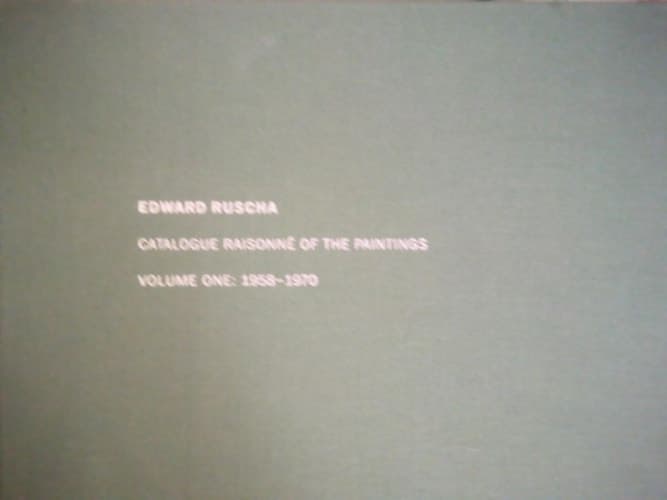 EDWARD RUSCHA
CATALOGUE RAISONNÉ OF THE PAINTINGS
VOLUME ONE: 1958–1970